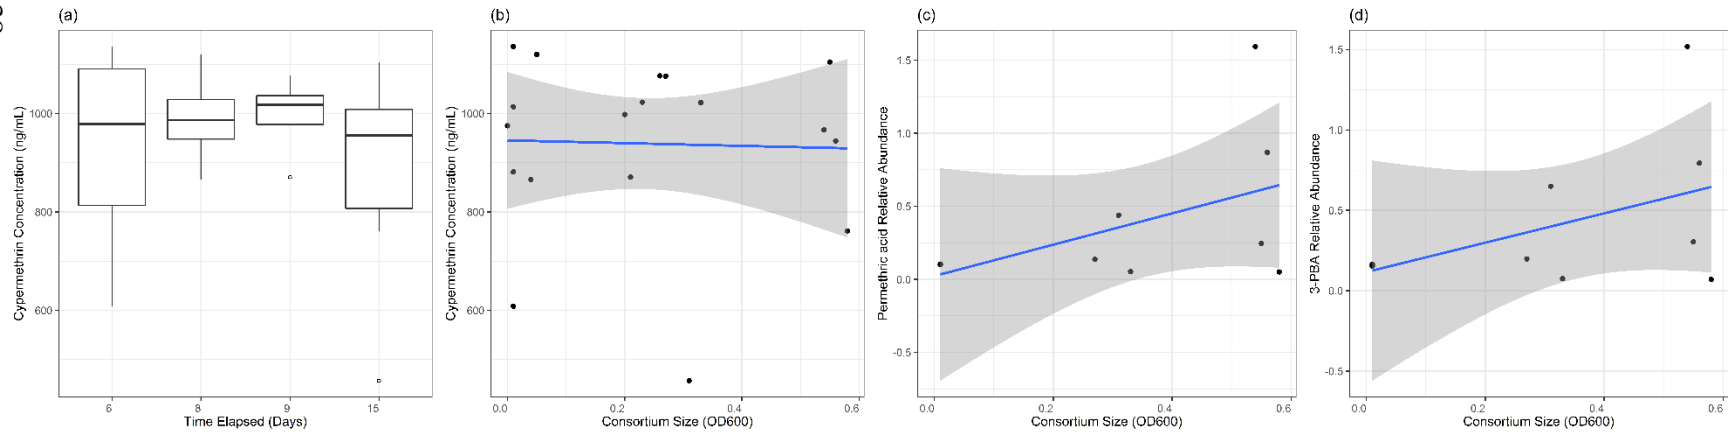 (a)
Cypermethrin Concentration (ng/mL)
1000
800
600
6
8
9
15
Time Elapsed (Days)
(b)
Cypermethrin Concentration (ng/mL)
1000
800
600
0.0
0.2
0.4
0.6
Consortium Size (OD600)
(c)
Permethric acid Relative Abundance
1.5
1.0
0.5
0.0
-0.5
0.0
0.2
0.4
0.6
Consortium Size (OD600)
(d)
3-PBA Relative Abundance
1.5
1.0
0.5
0.0
-0.5
0.0
0.2
0.4
0.6
Consortium Size (OD600)